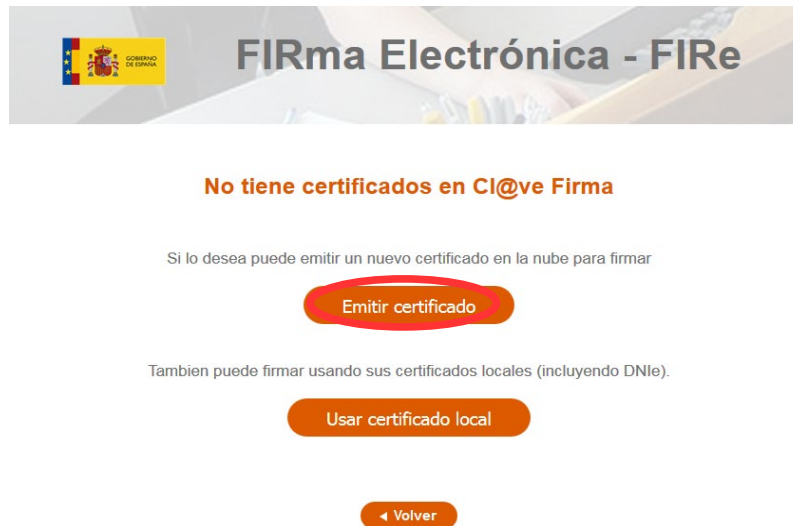 GOBIERNO
DE ESPAÑA
FIRma Electrónica - FIRe
No tiene certificados en Cl@ve Firma
Si lo desea puede emitir un nuevo certificado en la nube para firmar
Emitir certificado
Tambien puede firmar usando sus certificados locales (incluyendo DNIe).
Usar certificado local
Volver